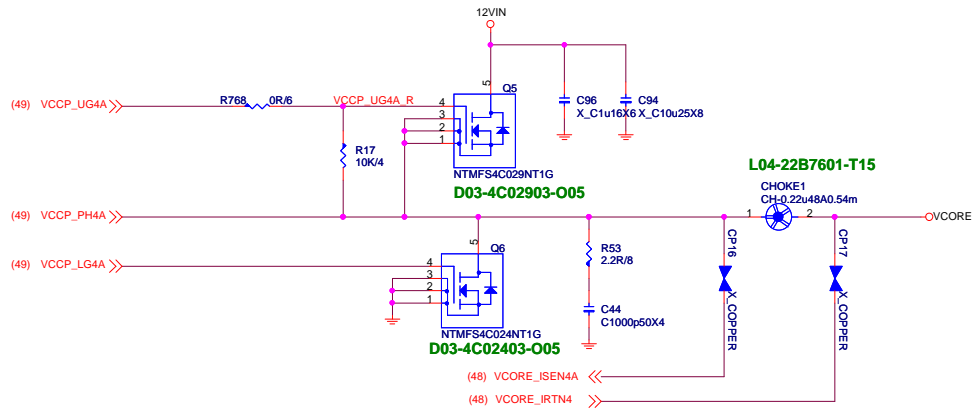 12VIN
(49) VCCP_UG4A
R768 0R/6
VCCP_UG4A_R
5
Q5
4
3
2
1
C96
X_C1u16X6
C94
X_C10u25X8
R17
10K/4
NTMFS4C029NT1G
D03-4C02903-O05
L04-22B7601-T15
CHOKE1
CH-0.22u48A0.54m
(49) VCCP_PH4A
1
2
VCORE
5
Q6
(49) VCCP_LG4A
4
3
2
1
R53
2.2R/8
CP16
X_COPPER
CP17
X_COPPER
C44
C1000p50X4
NTMFS4C024NT1G
D03-4C02403-O05
(48) VCORE_ISEN4A
(48) VCORE_IRTN4